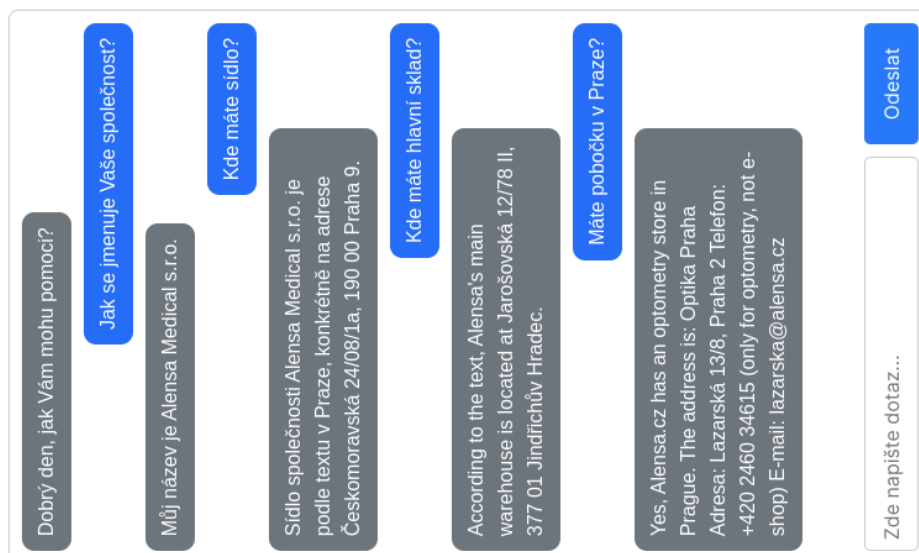 Dobrý den, jak Vám mohu pomoci?
Jak se jmenuje Vaše společnost?
Můj název je Alensa Medical s.r.o.
Kde máte sídlo?
Sídlo společnosti Alensa Medical s.r.o. je
podle textu v Praze, konkrétně na adrese
Českomoravská 24/08/1a, 190 00 Praha 9.
Kde máte hlavní sklad?
According to the text, Alensa's main
warehouse is located at Jarošovská 12/78 II,
377 01 Jindřichův Hradec.
Máte pobočku v Praze?
Yes, Alensa.cz has an optometry store in
Prague. The address is: Optika Praha
Adresa: Lazarská 13/8, Praha 2 Telefon:
+420 2460 34615 (only for optometry, not e-
shop) E-mail: lazarska@alensa.cz
Zde napište dotaz...
Odeslat